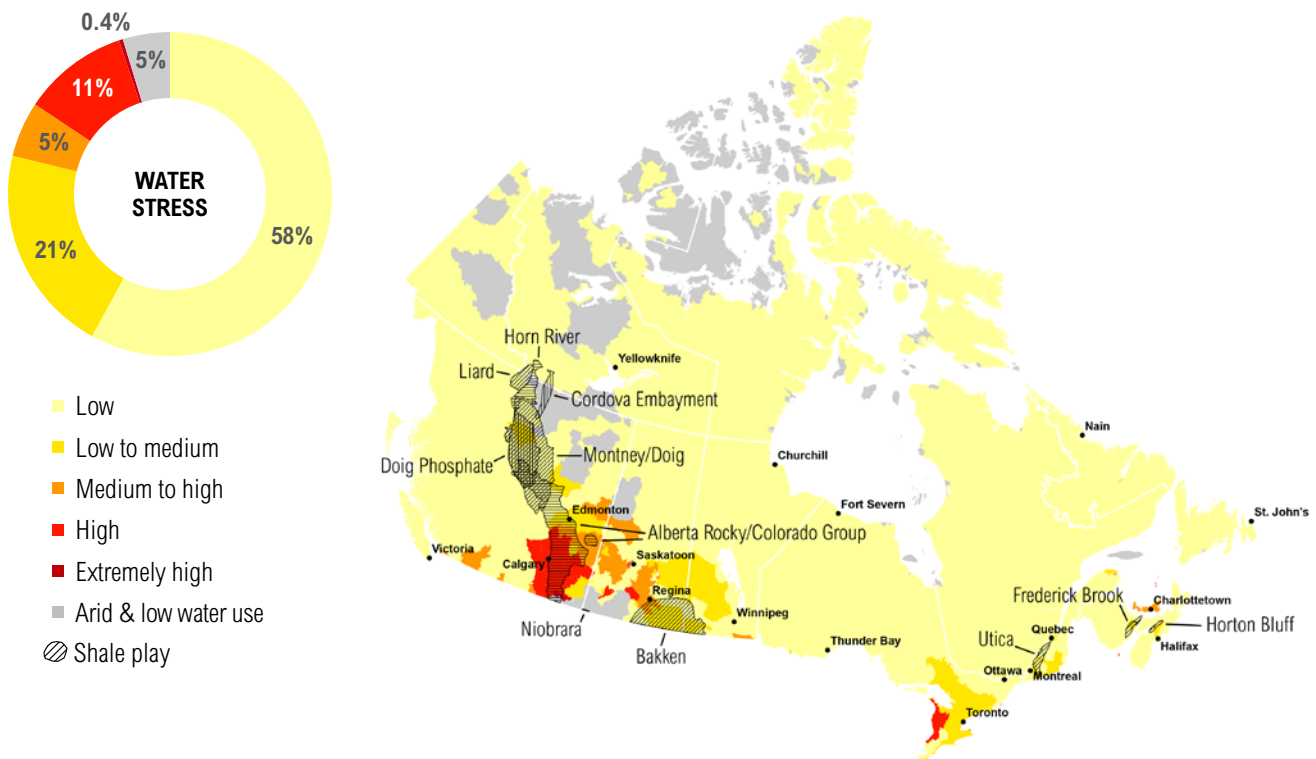 0.4%
5%
11%
5%
WATER
STRESS
58%
21%
Low
Low to medium
Medium to high
High
Extremely high
Arid & low water use
Shale play
Horn River
Yellowknife
Liard
Cordova Embayment
Nain
Doig Phosphate
Montney/Doig
Churchill
Fort Severn
Edmonton
St. John's
Alberta Rocky/Colorado Group
Victoria
Saskatoon
Calgary
Regina
Frederick Brook
Charlottetown
Winnipeg
Horton Bluff
Niobrara
Quebec
Utica
Halifax
Thunder Bay
Bakken
Ottawa
Montreal
Toronto